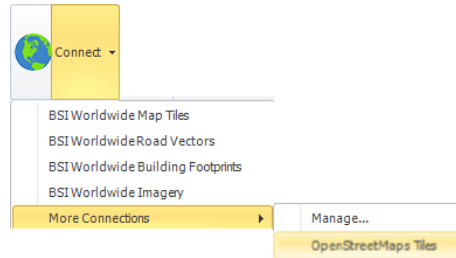 Connect
BSI Worldwide Map Tiles
BSI Worldwide Road Vectors
BSI Worldwide Building Footprints
BSI Worldwide Imagery
More Connections
Manage...
OpenStreetMaps Tiles